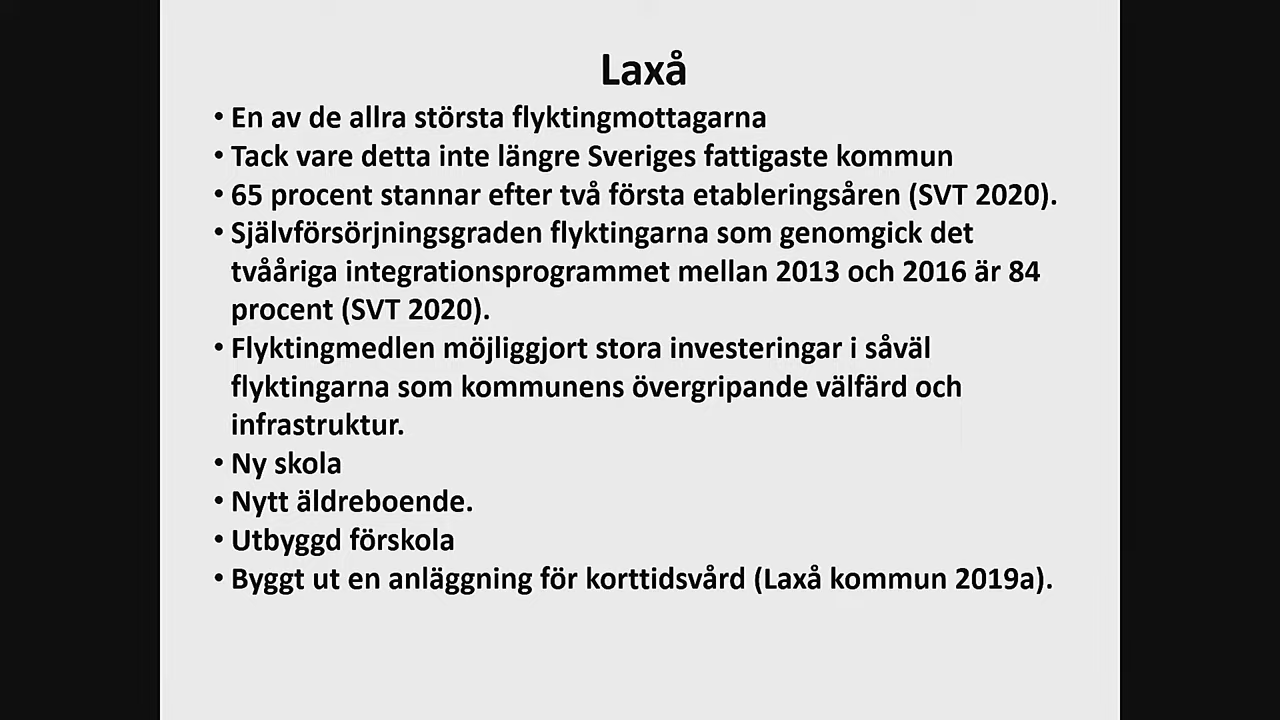 Laxå
• En av de allra största flyktingmottagarna
• Tack vare detta inte längre Sveriges fattigaste kommun
• 65 procent stannar efter två första etableringsåren (SVT 2020).
• Självförsörjningsgraden flyktingarna som genomgick det
tvååriga integrationsprogrammet mellan 2013 och 2016 är 84
procent (SVT 2020).
• Flyktingmedlen möjliggjort stora investeringar i såväl
flyktingarna som kommunens övergripande välfärd och
infrastruktur.
• Ny skola
• Nytt äldreboende.
• Utbyggd förskola
• Byggt ut en anläggning för korttidsvård (Laxå kommun 2019a).